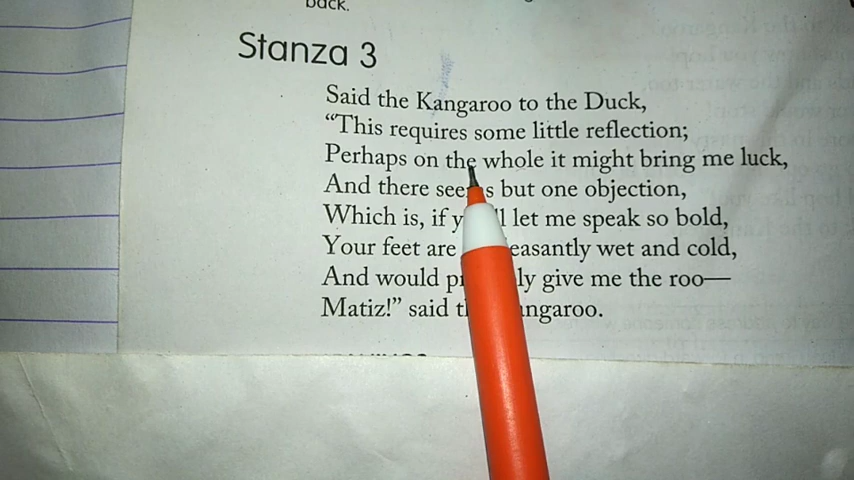 back.
Stanza 3
Said the Kangaroo to the Duck,
“This requires some little reflection;
Perhaps on the whole it might bring me luck,
And there seems but one objection,
Which is, if let me speak so bold,
Your feet are wet and cold,
And would give me the roo—
Matiz!” said